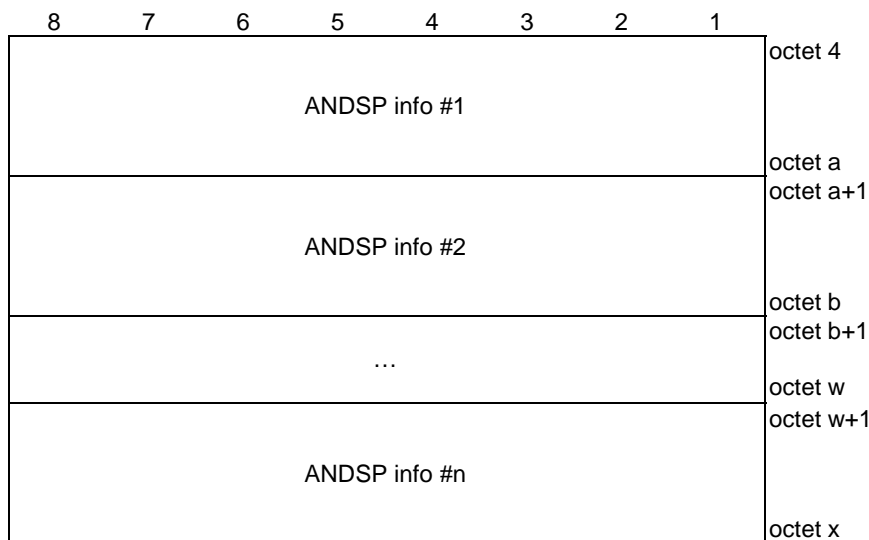 8 7 6 5 4 3 2 1
octet 4
ANDSP info #1
octet a
octet a+1
ANDSP info #2
octet b
octet b+1
…
octet w
octet w+1
ANDSP info #n
octet x